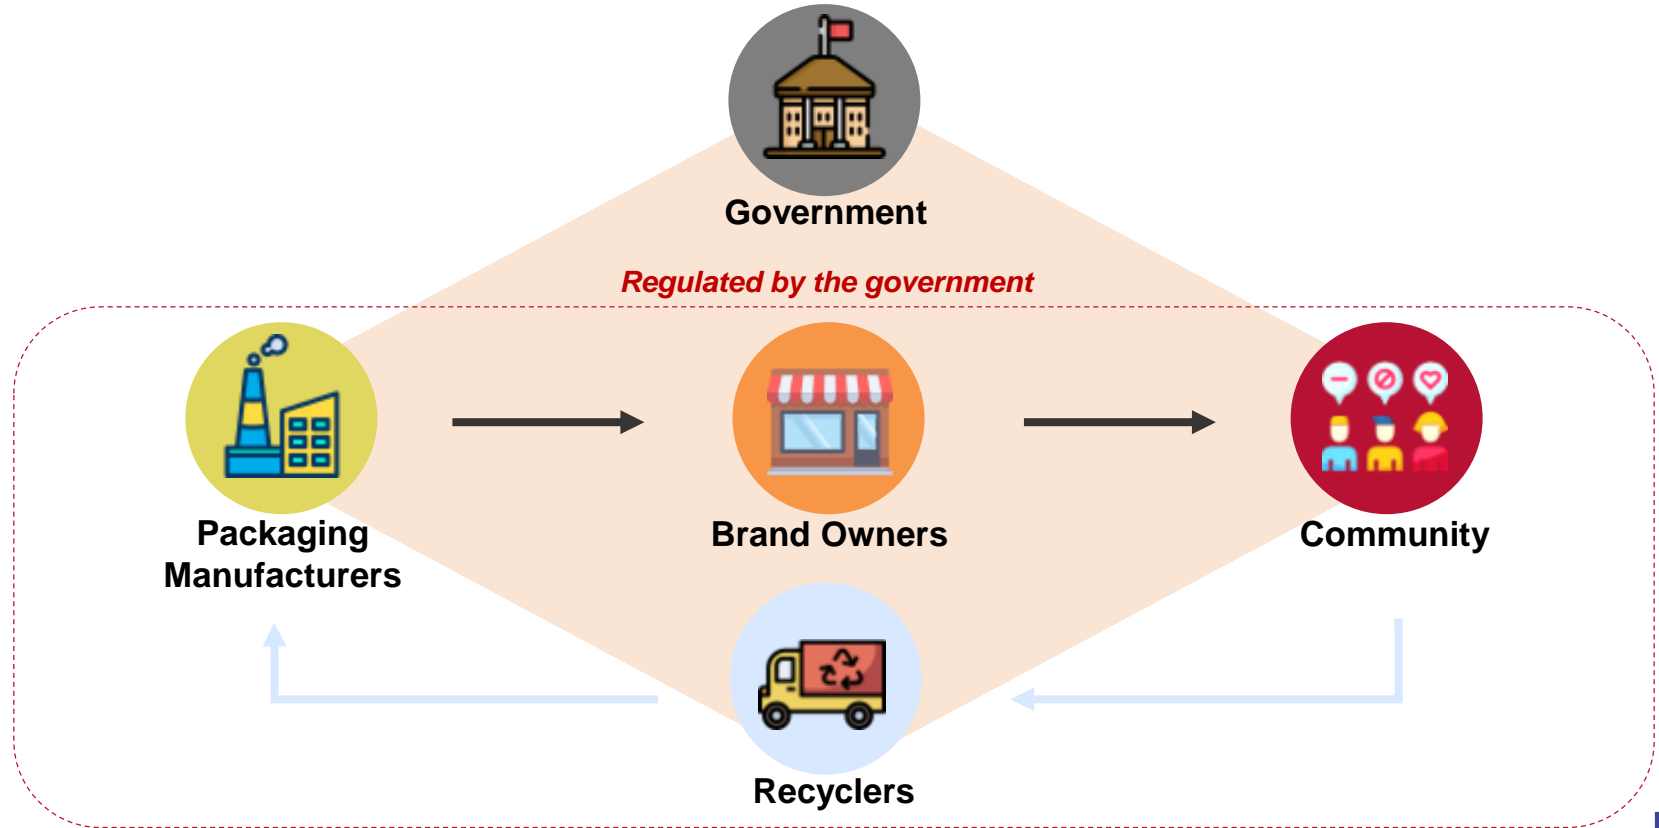 Government
Regulated by the government
Packaging
Manufacturers
Brand Owners
Community
Recyclers